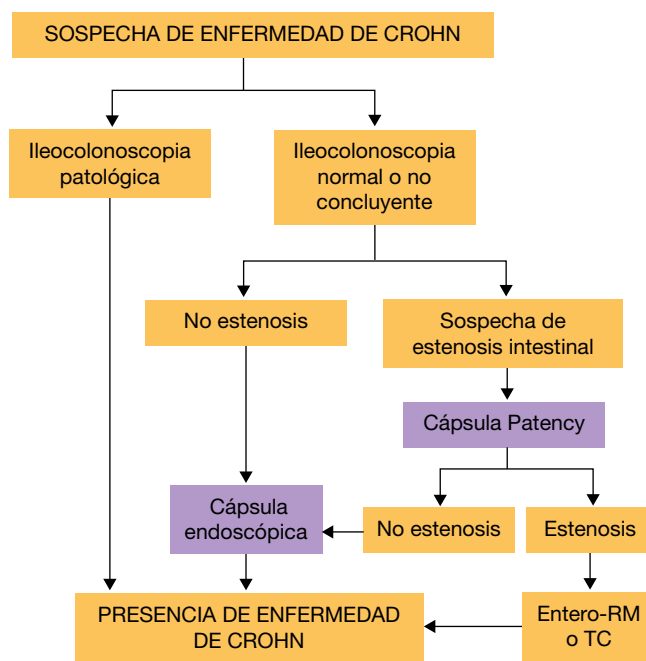 SOSPECHA DE ENFERMEDAD DE CROHN
Ileocolonoscopia
patológica
Ileocolonoscopia
normal o no
concluyente
No estenosis
Sospecha de
estenosis intestinal
Cápsula Patency
Cápsula
endoscópica
No estenosis
Estenosis
PRESENCIA DE ENFERMEDAD
DE CROHN
Entero-RM
o TC